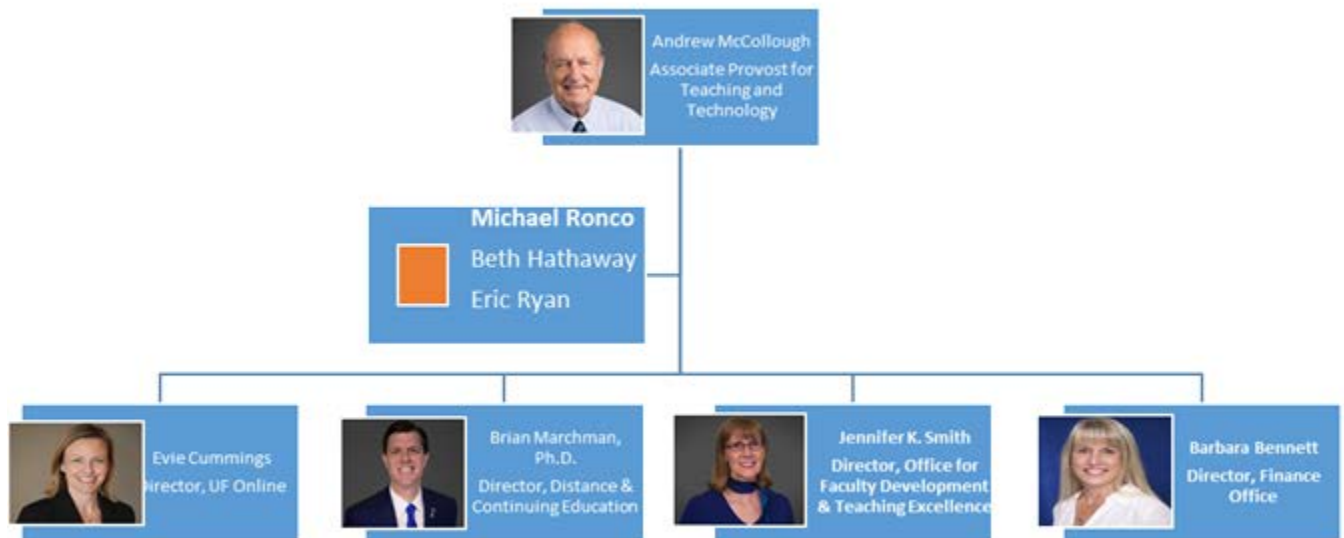 Andrew McCollough
Associate Provost for
Teaching and
Technology
Michael Ronco
Beth Hathaway
Eric Ryan
Evie Cummings
Director, UF Online
Brian Marchman,
Ph.D.
Director, Distance &
Continuing Education
Jennifer K. Smith
Director, Office for
Faculty Development
& Teaching Excellence
Barbara Bennett
Director, Finance
Office